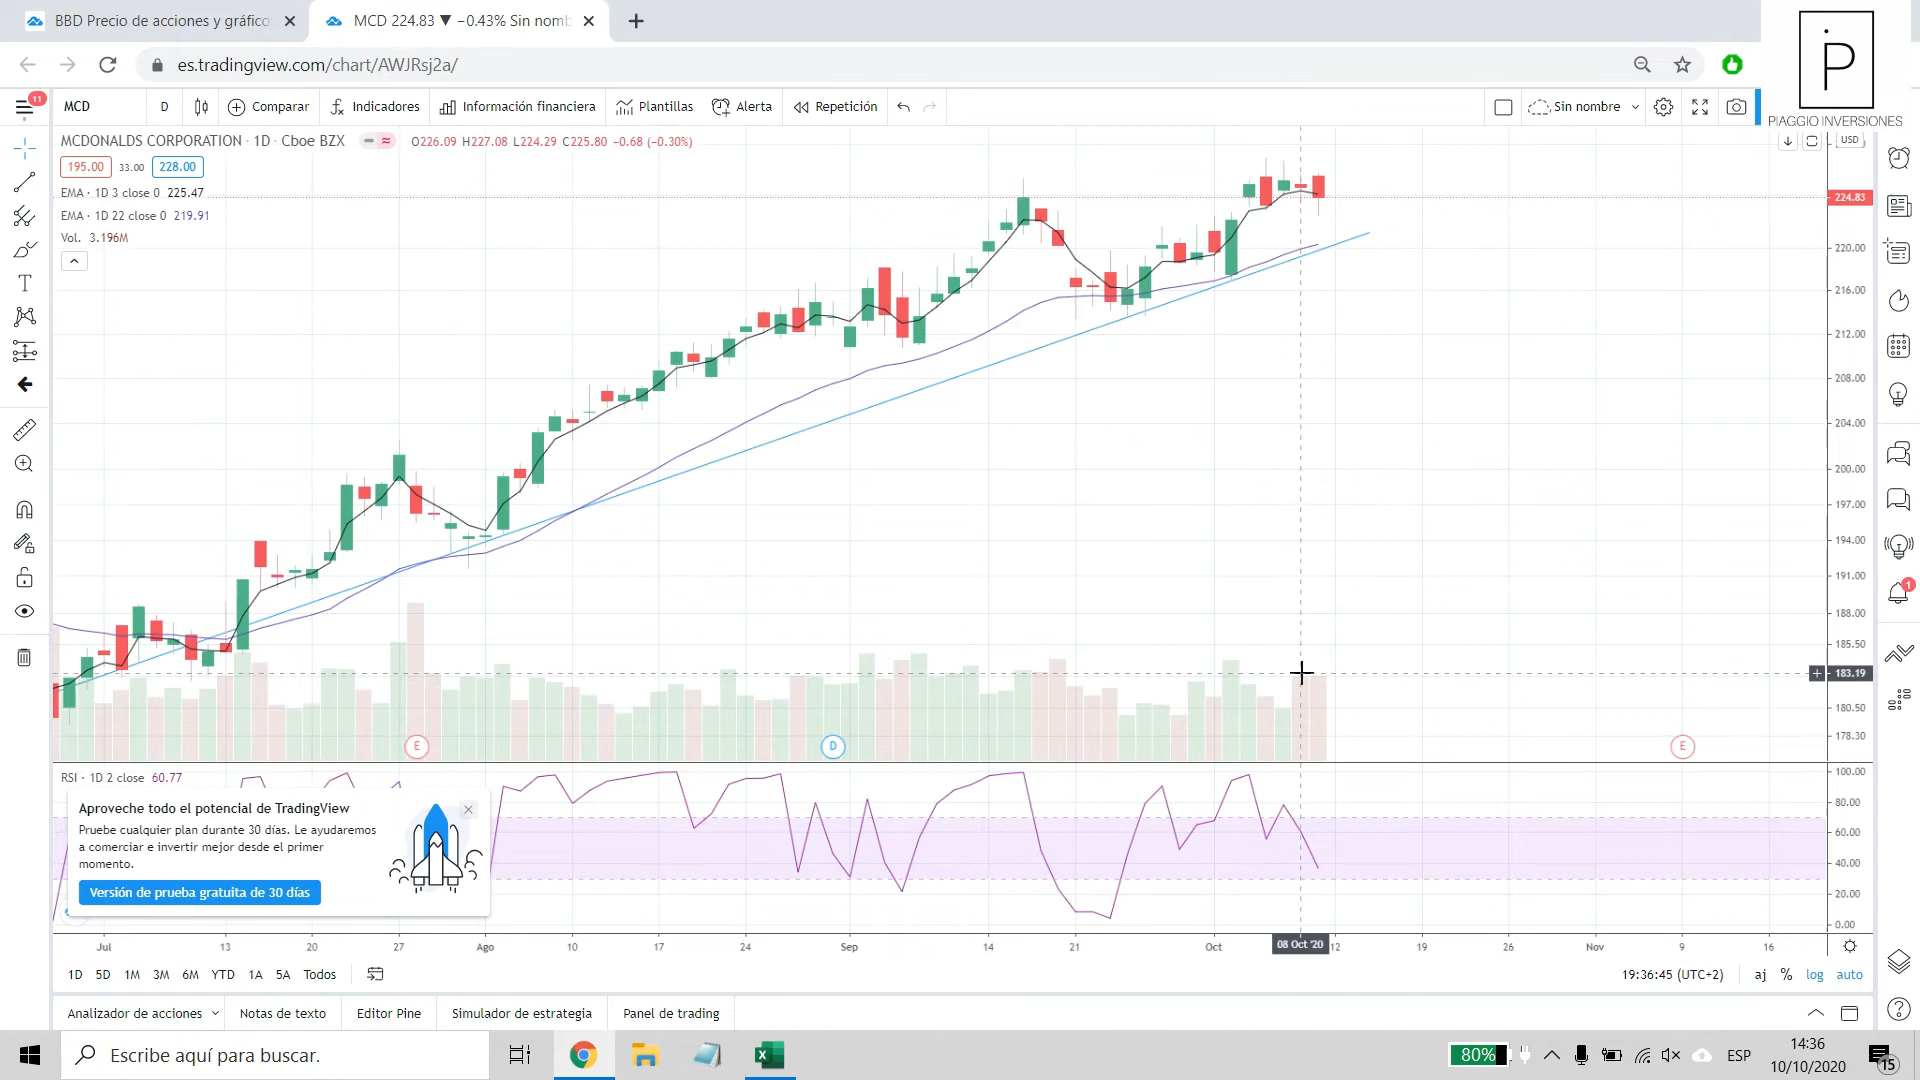 BBD Precio de acciones y gráfico
MCD 224.83 ▼ −0.43% Sin nomb
es.tradingview.com/chart/AWJRsj2a/
P
PIAGGIO INVERSIONES
11
MCD
D
Comparar
Indicadores
Información financiera
Plantillas
Alerta
Repetición
Sin nombre
MCDONALDS CORPORATION · 1D · Cboe BZX
O226.09 H227.08 L224.29 C225.80 −0.68 (−0.30%)
USD
195.00 33.00 228.00
EMA · 1D 3 close 0 225.47
EMA · 1D 22 close 0 219.91
Vol. 3.196M
224.83
220.00
216.00
212.00
208.00
204.00
200.00
197.00
194.00
191.00
188.00
185.50
183.19
180.50
178.30
1
E
D
E
RSI · 1D 2 close 60.77
100.00
80.00
60.00
40.00
20.00
0.00
Aproveche todo el potencial de TradingView
Pruebe cualquier plan durante 30 días. Le ayudaremos
a comerciar e invertir mejor desde el primer
momento.
Versión de prueba gratuita de 30 días
Jul 13 20 27 Ago 10 17 24 Sep 14 21 Oct 08 Oct '20 12 19 26 Nov 9 16
1D 5D 1M 3M 6M YTD 1A 5A Todos
19:36:45 (UTC+2) aj % log auto
Analizador de acciones
Notas de texto
Editor Pine
Simulador de estrategia
Panel de trading
Escribe aquí para buscar.
80%
ESP
14:36
10/10/2020
15